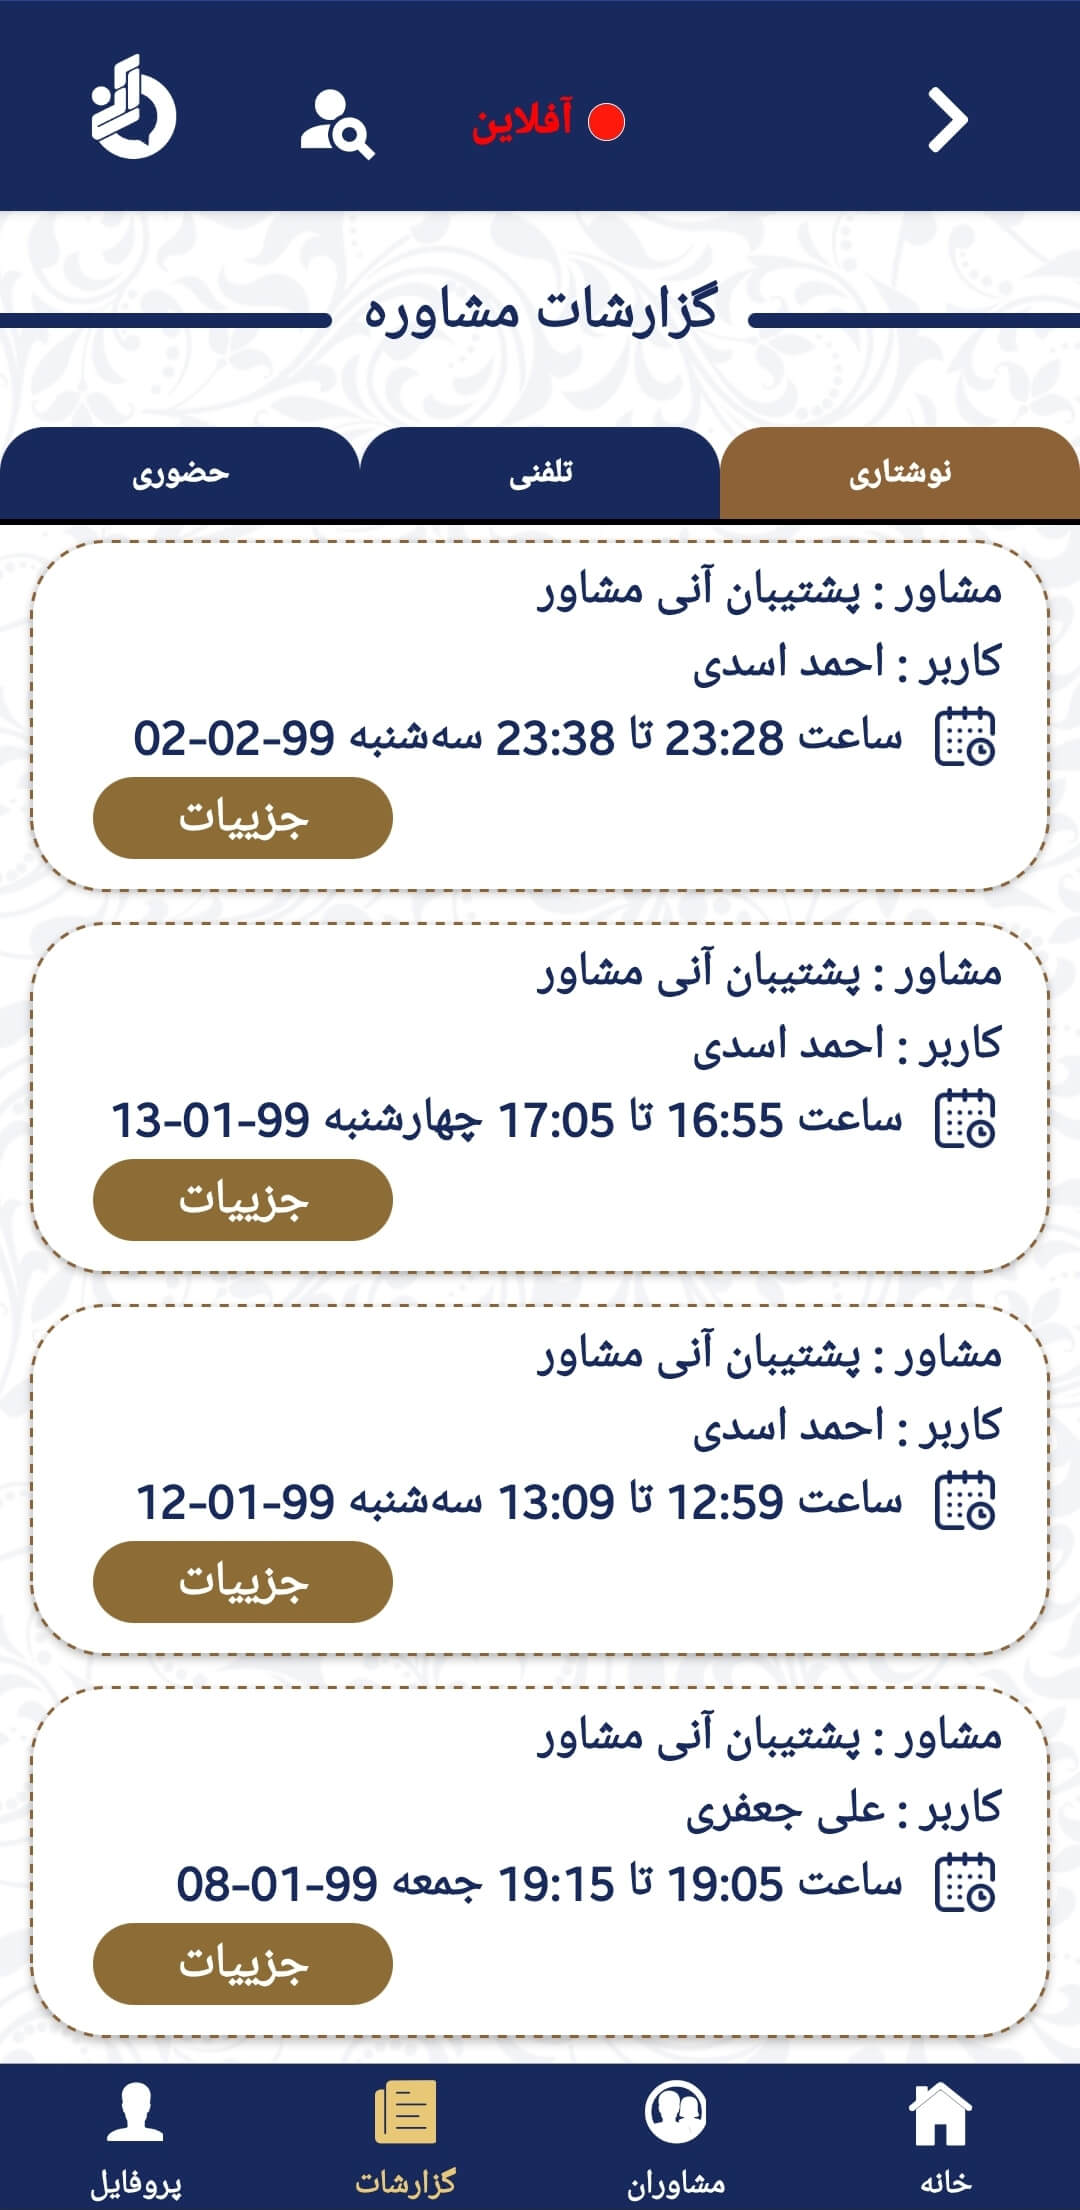 آفلاین
گزارشات مشاوره
نوشتاری
تلفنی
حضوری
مشاور : پشتیبان آنی مشاور
کاربر : احمد اسدی
ساعت 23:28 تا 23:38 سه‌شنبه 99-02-02
جزییات
مشاور : پشتیبان آنی مشاور
کاربر : احمد اسدی
ساعت 16:55 تا 17:05 چهارشنبه 99-01-13
جزییات
مشاور : پشتیبان آنی مشاور
کاربر : احمد اسدی
ساعت 12:59 تا 13:09 سه‌شنبه 99-01-12
جزییات
مشاور : پشتیبان آنی مشاور
کاربر : علی جعفری
ساعت 19:05 تا 19:15 جمعه 99-01-08
جزییات
خانه
مشاوران
گزارشات
پروفایل